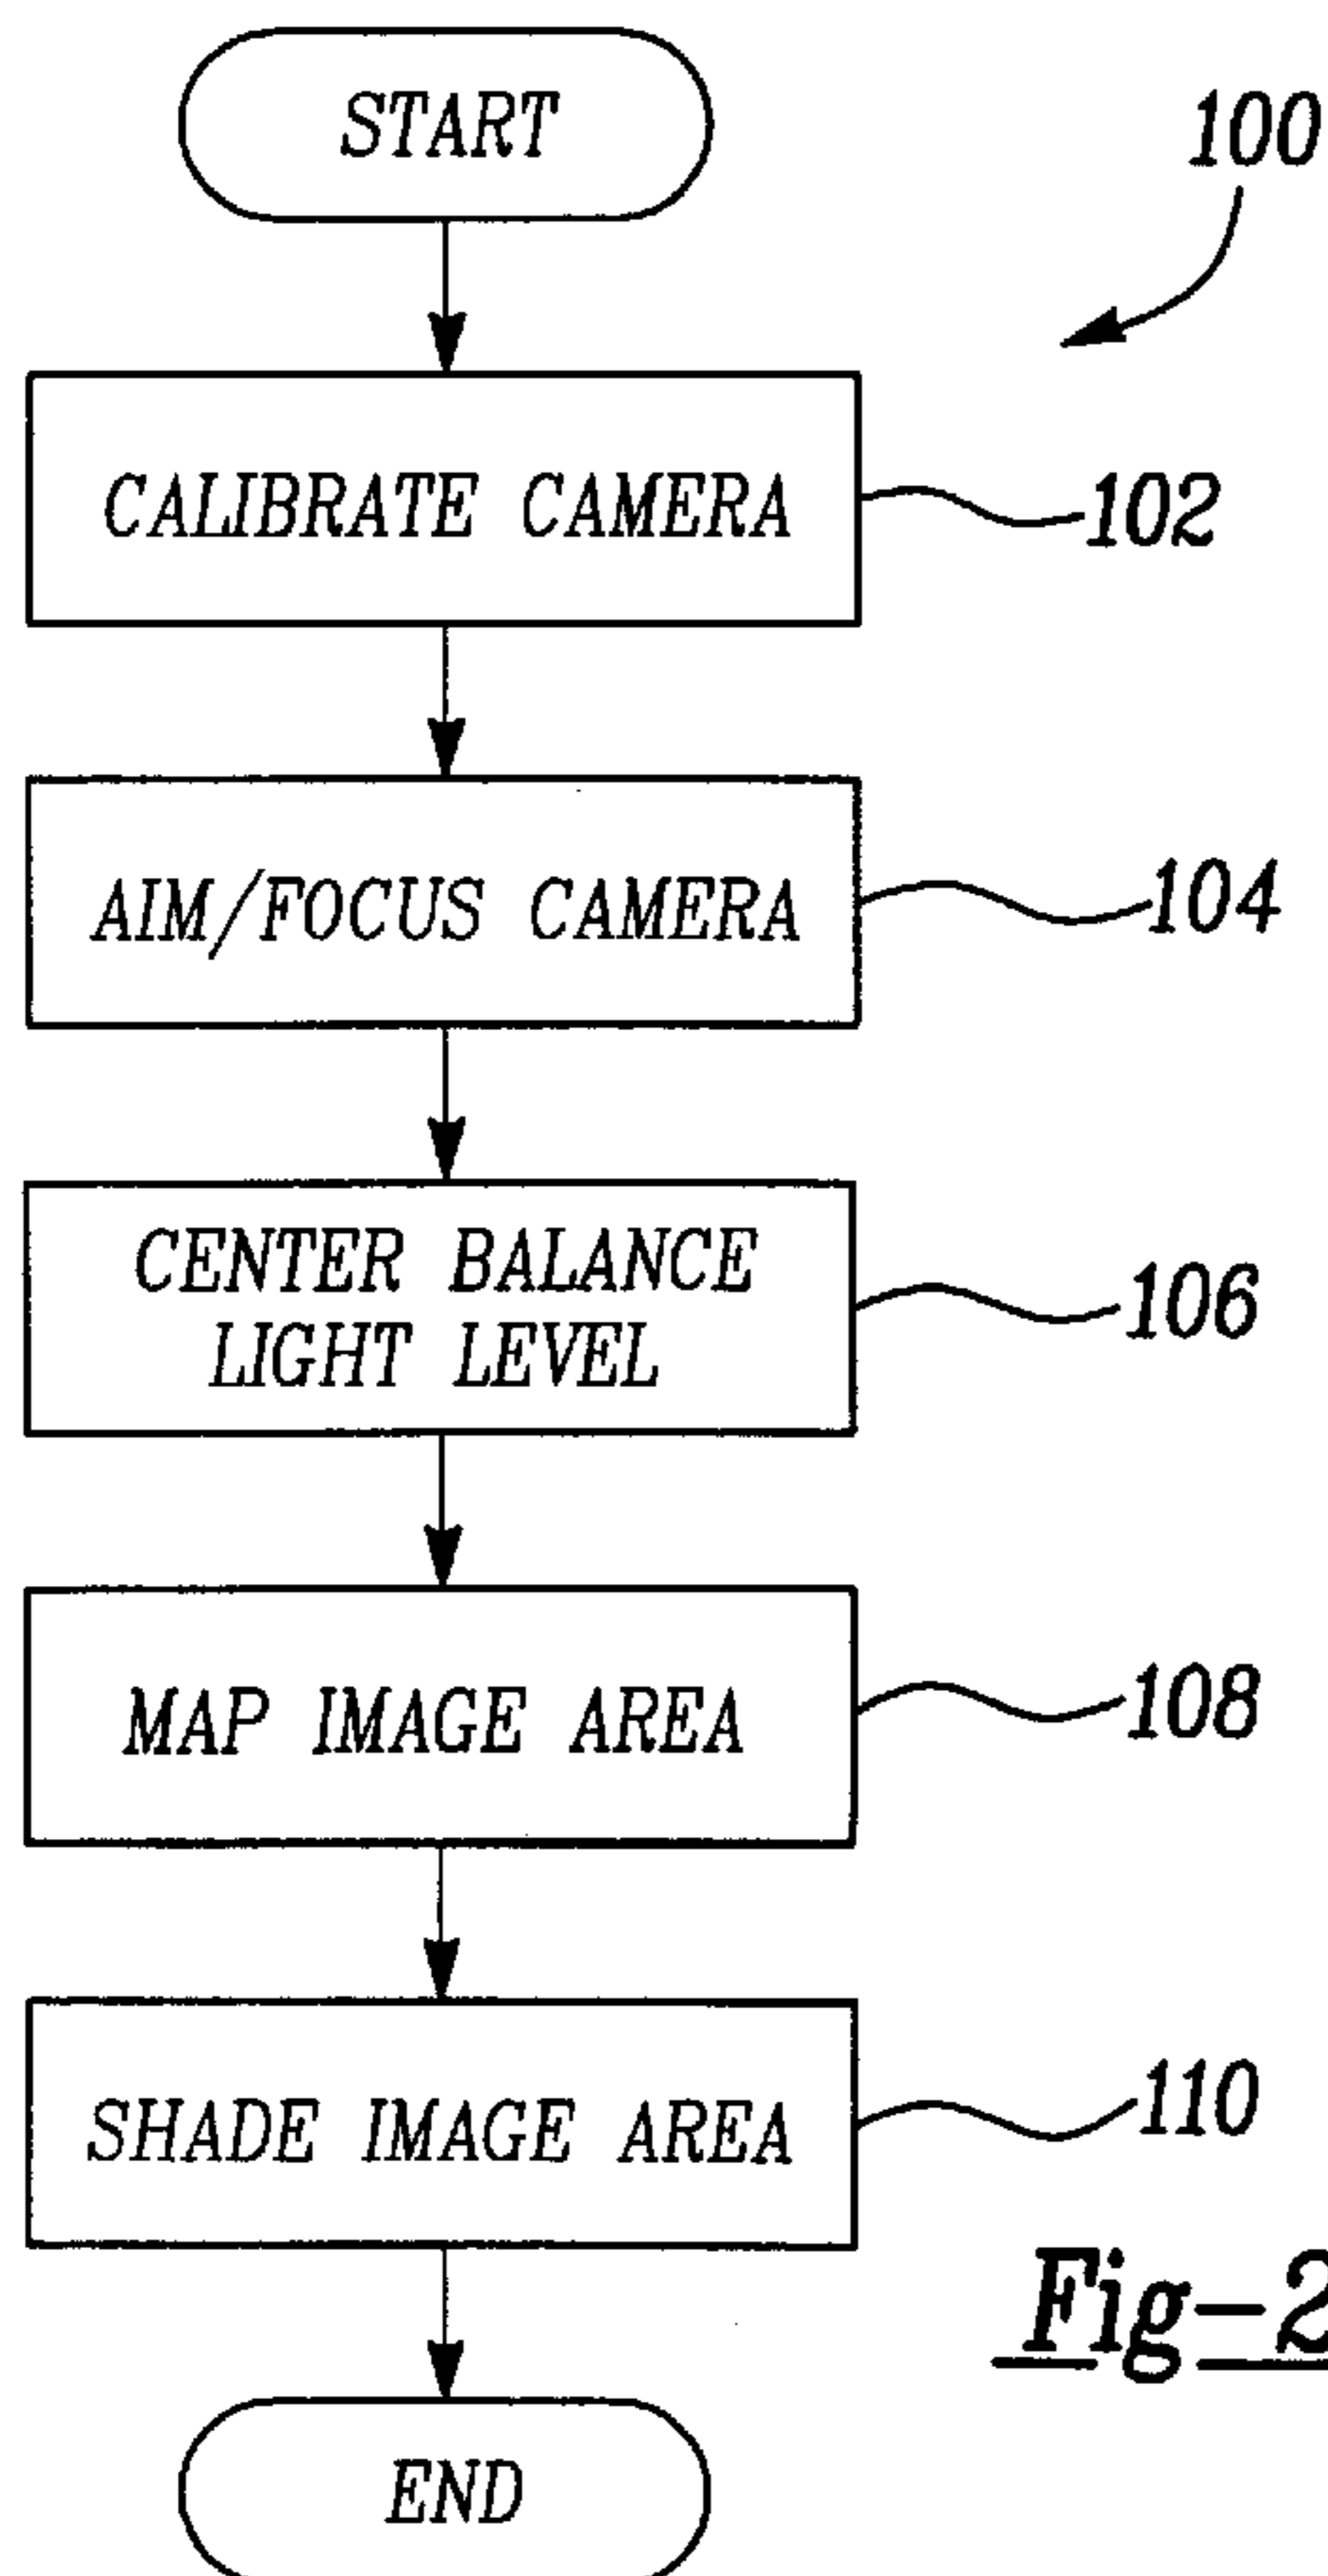 START
100
CALIBRATE CAMERA
102
AIM/FOCUS CAMERA
104
CENTER BALANCE
LIGHT LEVEL
106
MAP IMAGE AREA
108
SHADE IMAGE AREA
110
Fig-2
END